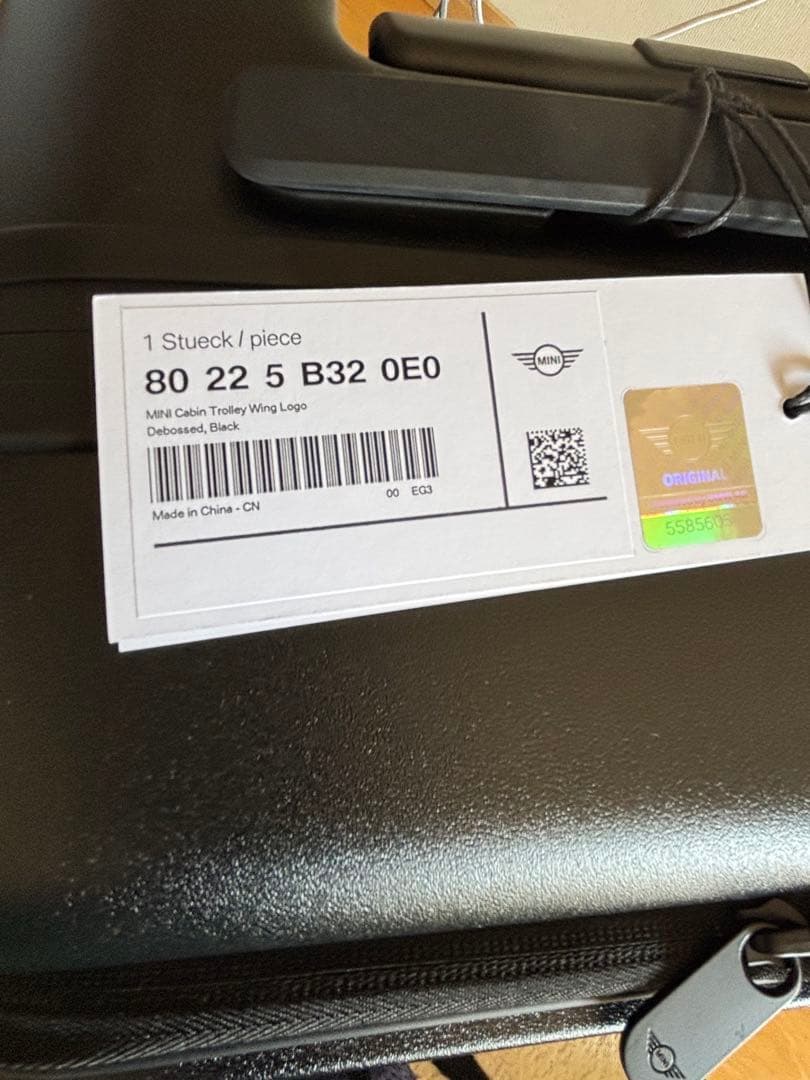 1 Stueck / piece
80 22 5 B32 0E0
MINI Cabin Trolley Wing Logo
Debossed, Black
00 EG3
Made in China - CN
MINI
ORIGINAL
MINI